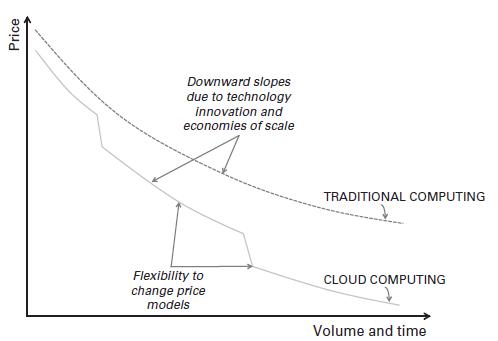 Price
Downward slopes
due to technology
innovation and
economies of scale
TRADITIONAL COMPUTING
Flexibility to
change price
models
CLOUD COMPUTING
Volume and time